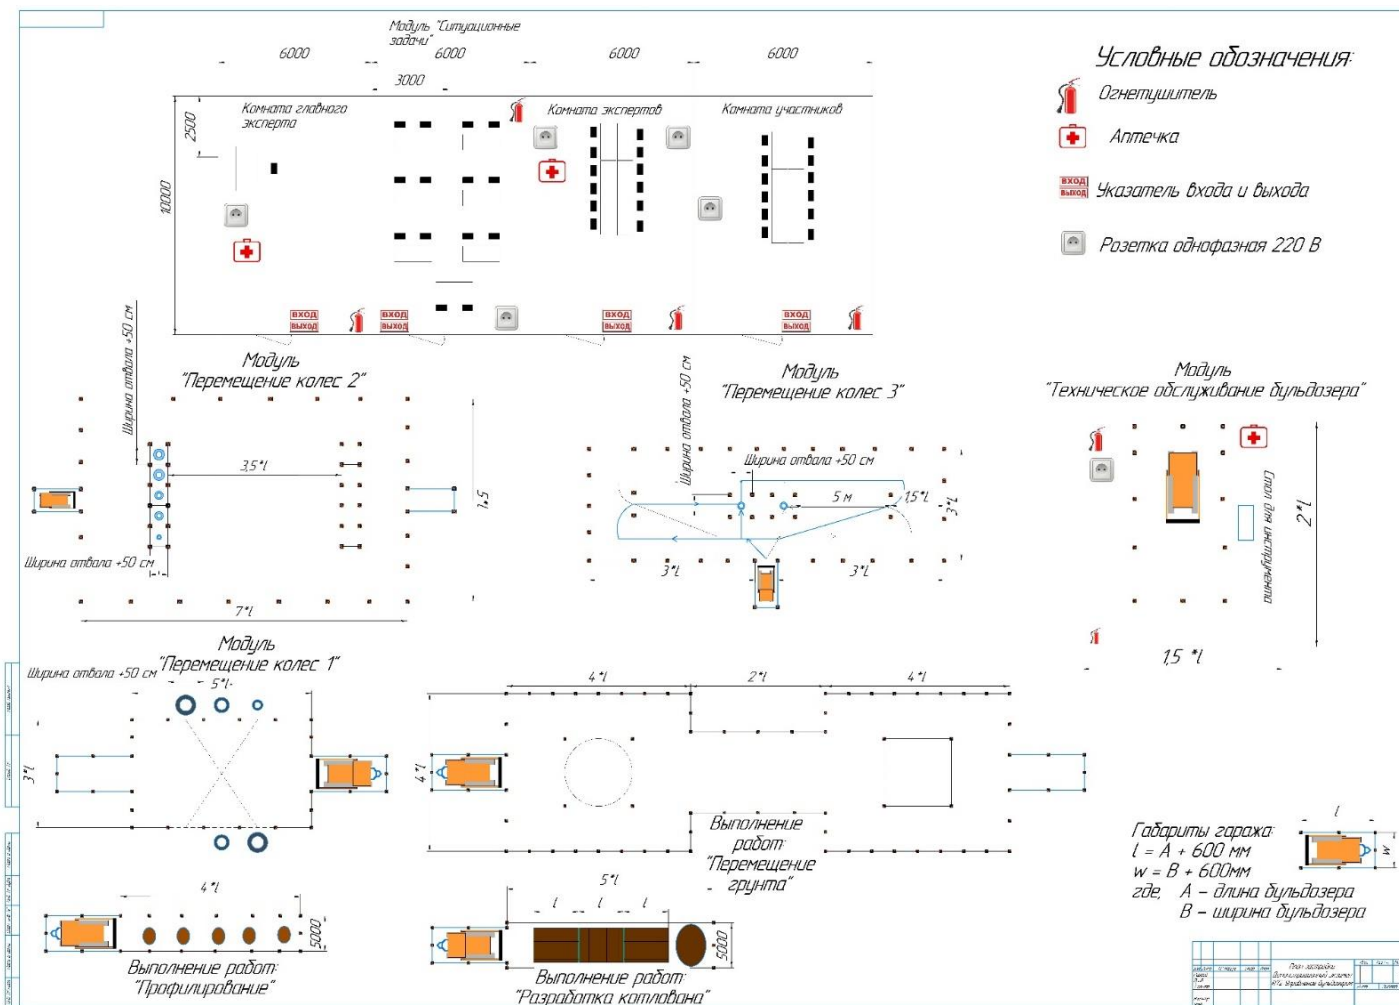 Модуль "Ситуационные
задачи"
6000
6000
6000
6000
3000
2500
10000
Комната главного
эксперта
Комната экспертов
Комната участников
ВХОД
ВЫХОД
ВХОД
ВЫХОД
ВХОД
ВЫХОД
ВХОД
ВЫХОД
Условные обозначения:
Огнетушитель
Аптечка
ВХОД
ВЫХОД
Указатель входа и выхода
Розетка однофазная 220 В
Модуль
"Перемещение колес 2"
Ширина отвала +50 см
3,5*l
5*l
Ширина отвала +50 см
7*l
Модуль
"Перемещение колес 3"
Ширина отвала +50 см
Ширина отвала +50 см
5 м
1,5*l
3*l
3*l
3*l
Модуль
"Техническое обслуживание бульдозера"
Стол для инструмента
2*l
1,5 *l
Модуль
"Перемещение колес 1"
Ширина отвала +50 см
5*l
3*l
4*l
2*l
4*l
4*l
Выполнение
работ:
"Перемещение
грунта"
4*l
5000
Выполнение работ:
"Профилирование"
5*l
l
l
l
5000
Выполнение работ:
"Разработка котлована"
Габариты гаража:
l = A + 600 мм
w = B + 600мм
где, A – длина бульдозера
B – ширина бульдозера
l
w